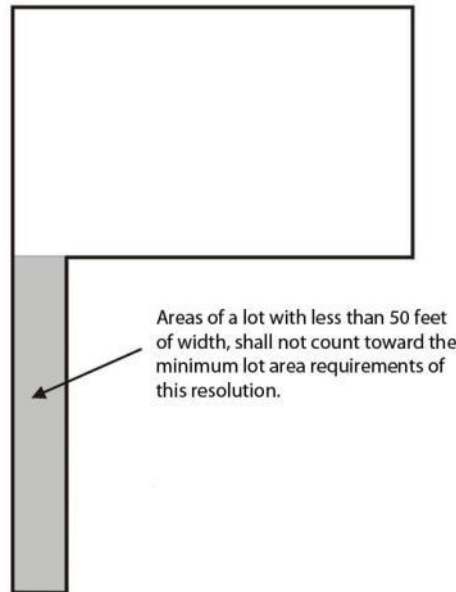 Areas of a lot with less than 50 feet
of width, shall not count toward the
minimum lot area requirements of
this resolution.